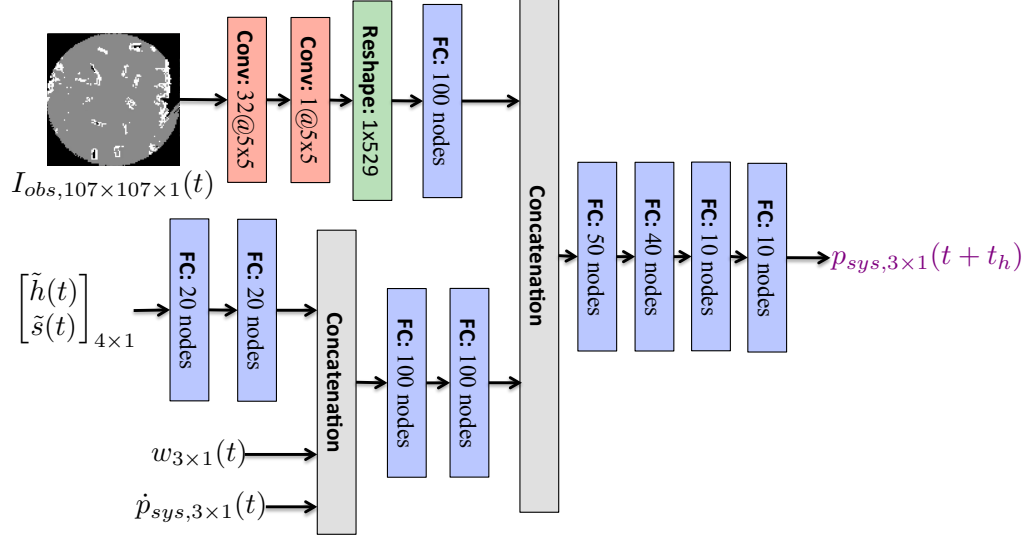 Conv: 32@5x5
Conv: 1@5x5
Reshape: 1x529
FC: 100 nodes
I_{obs,107×107×1}(t)
Concatenation
FC: 50 nodes
FC: 40 nodes
FC: 10 nodes
FC: 10 nodes
p_{sys,3×1}(t + t_h)
[h̃(t)
s̃(t)]_{4×1}
FC: 20 nodes
FC: 20 nodes
Concatenation
FC: 100 nodes
FC: 100 nodes
w_{3×1}(t)
ṗ_{sys,3×1}(t)